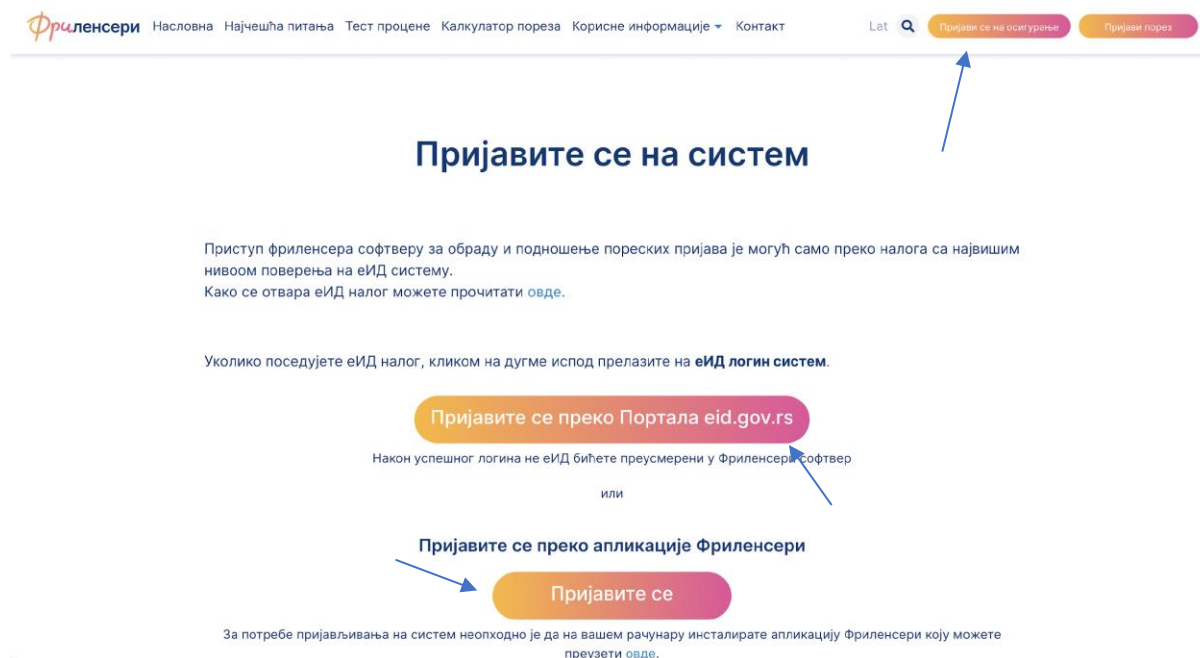 Фриленсери Насловна Најчешћа питања Тест процене Калкулатор пореза Корисне информације Контакт Lat Пријави се на осигурање Пријави порез
Пријавите се на систем
Приступ фриленсера софтверу за обраду и подношење пореских пријава је могућ само преко налога са највишим
нивоом поверења на еИД систему.
Како се отвара еИД налог можете прочитати овде.
Уколико поседујете еИД налог, кликом на дугме испод прелазите на еИД логин систем.
Пријавите се преко Портала eid.gov.rs
Након успешног логина не еИД бићете преусмерени у Фриленсери софтвер
или
Пријавите се преко апликације Фриленсери
Пријавите се
За потребе пријављивања на систем неопходно је да на вашем рачунару инсталирате апликацију Фриленсери коју можете
преузети овде.